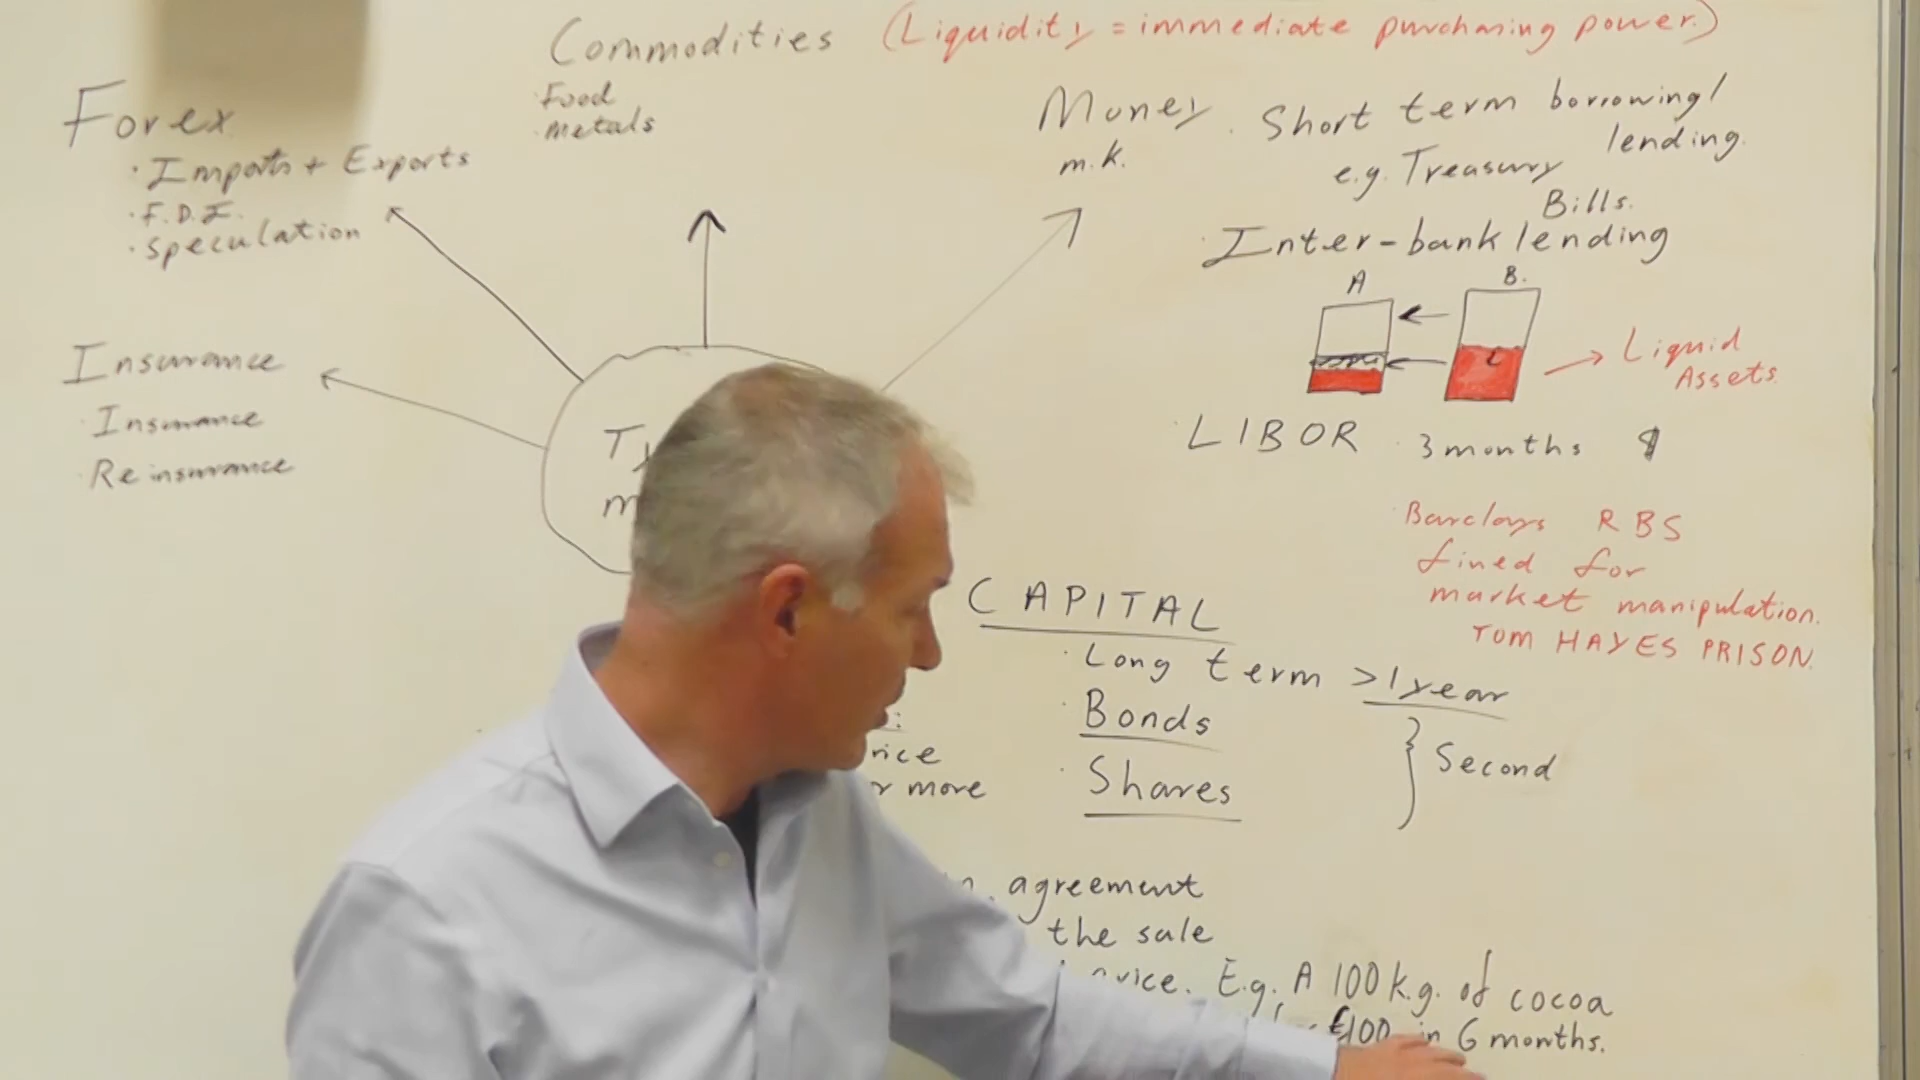 Commodities (Liquidity = immediate purchasing power.)
· Food
· Metals
Forex
· Imports + Exports
· F.D.I.
· Speculation
Insurance
· Insurance
· Reinsurance
Money
m.k.
· Short term borrowing/
lending.
e.g. Treasury
Bills.
· Inter-bank lending
A
B.
L
Liquid
Assets.
· LIBOR · 3 months
· Barclays RBS
fined for
market manipulation.
TOM HAYES PRISON.
CAPITAL
· Long term >1 year
· Bonds
· Shares
} Second
more
agreement
the sale
E.g. A 100 k.g. of cocoa
£100 in 6 months.